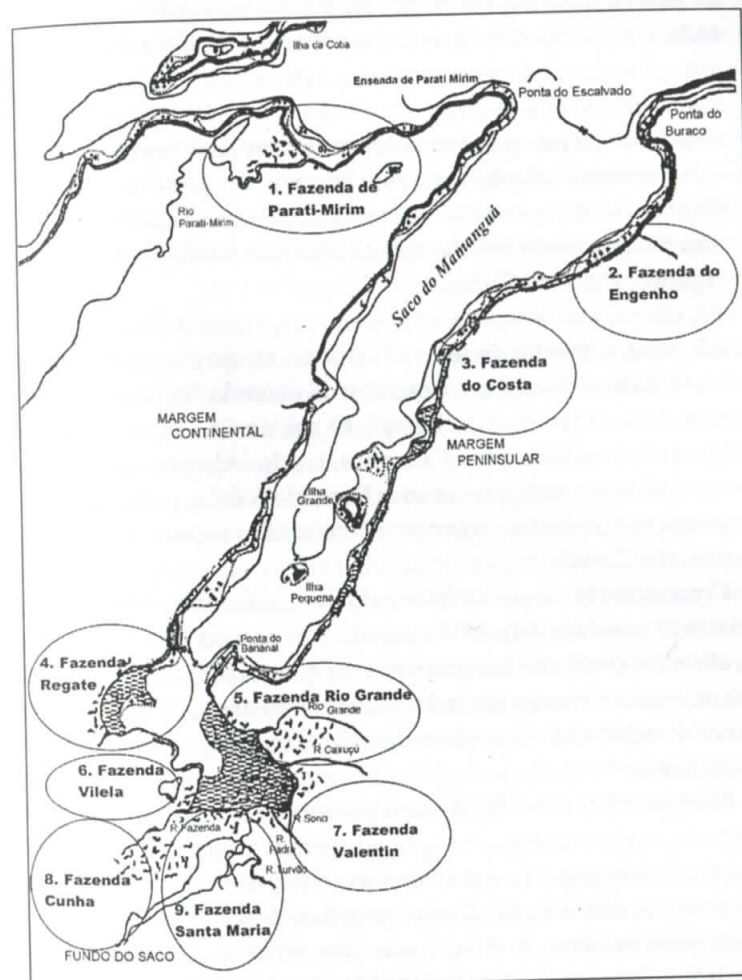 Ilha da Cotia
Enseada de Parati Mirim
Ponta do Escalvado
Ponta do
Buraco
1. Fazenda de
Parati-Mirim
Rio
Parati-Mirim
Saco do Mamanguá
2. Fazenda do
Engenho
3. Fazenda
do Costa
MARGEM
CONTINENTAL
MARGEM
PENINSULAR
Ilha
Grande
Ilha
Pequena
Ponta do
Bananal
4. Fazenda
Regate
5. Fazenda Rio Grande
Rio
Grande
R. Cairuçú
6. Fazenda
Vilela
R. Fazenda
R. Sono
R.
Padre
R. Turvão
7. Fazenda
Valentin
8. Fazenda
Cunha
9. Fazenda
Santa Maria
FUNDO DO SACO